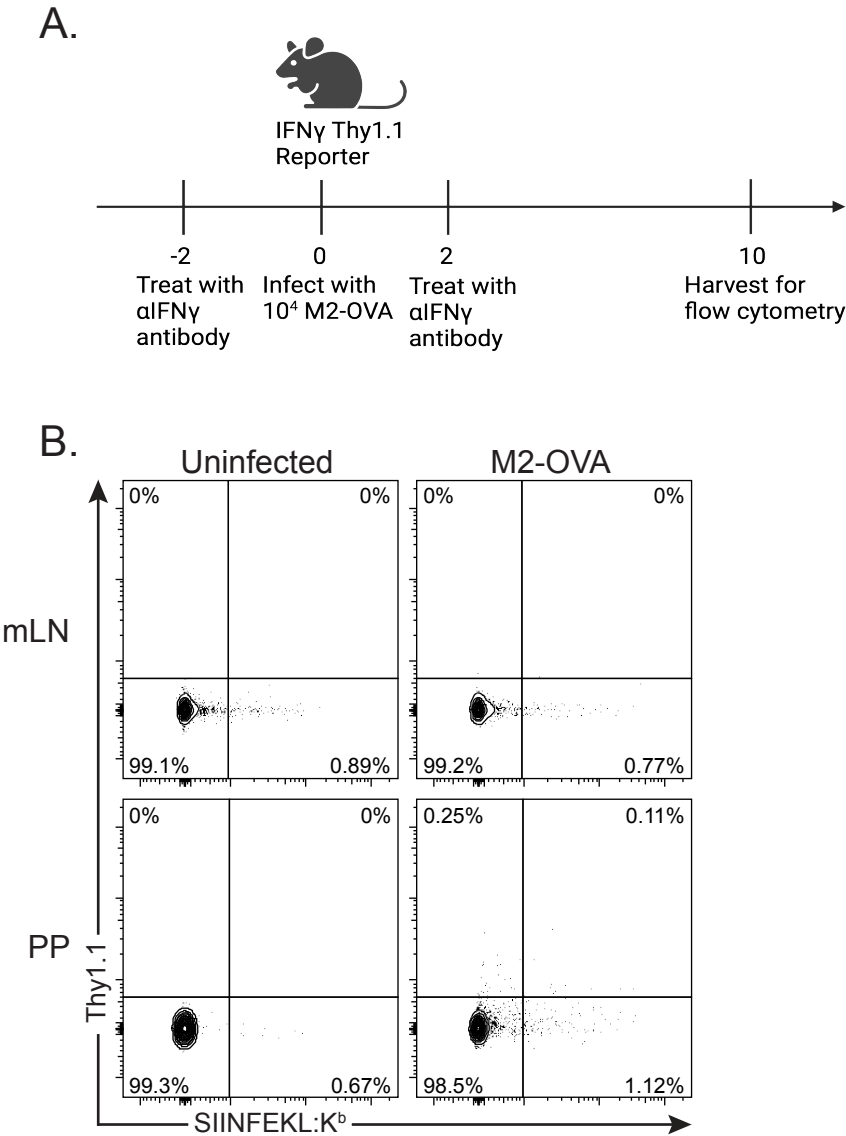 A.
IFNγ Thy1.1
Reporter
-2
0
2
10
Treat with
αIFNγ
antibody
Infect with
10⁴ M2-OVA
Treat with
αIFNγ
antibody
Harvest for
flow cytometry
B.
Uninfected
M2-OVA
mLN
0%
0%
99.1%
0.89%
0%
0%
99.2%
0.77%
PP
0%
0%
99.3%
0.67%
0.25%
0.11%
98.5%
1.12%
Thy1.1
SIINFEKL:Kᵇ